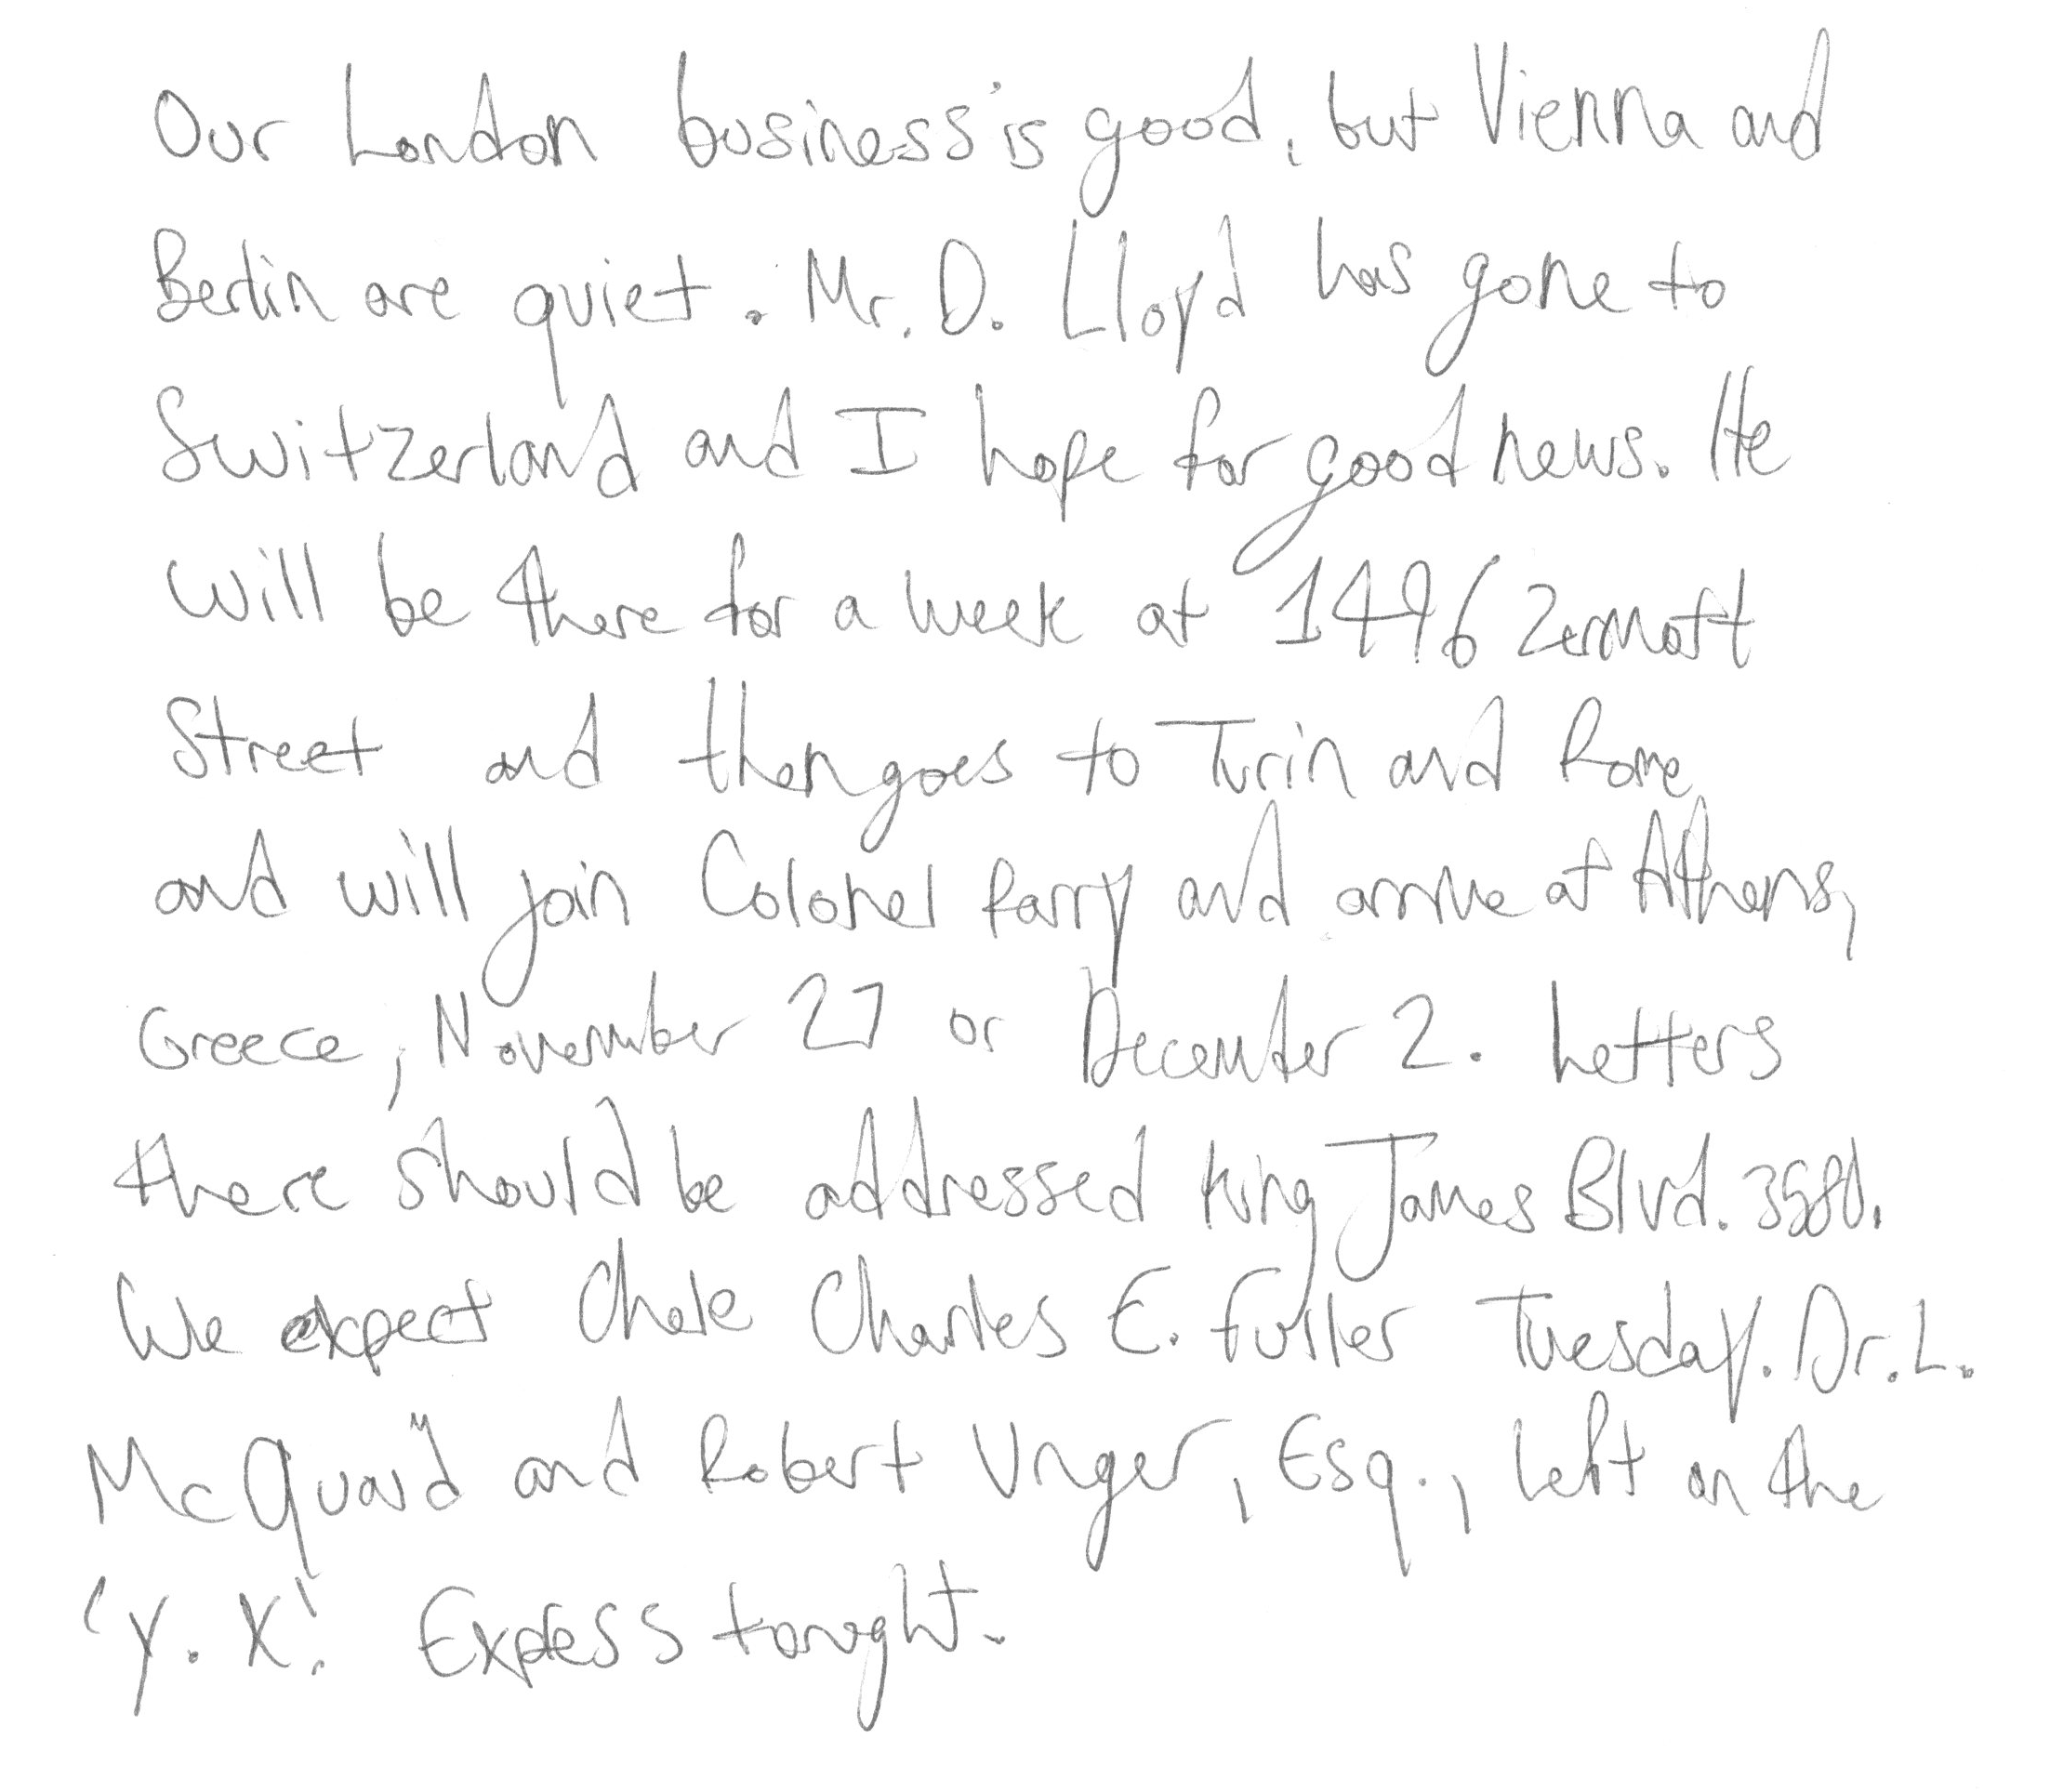 Our London business is good, but Vienna and
Berlin are quiet. Mr. D. Lloyd has gone to
Switzerland and I hope for good news. He
will be there for a week at 1496 Zermott
Street and then goes to Turin and Rome
and will join Colonel Parry and arrive at Athens,
Greece, November 27 or December 2. Letters
there should be addressed King James Blvd. 3580.
We expect Chale Charles E. Fuller Tuesday. Dr. L.
McQuaid and Robert Unger, Esq., left on the
'Y. X.' Express tonight.